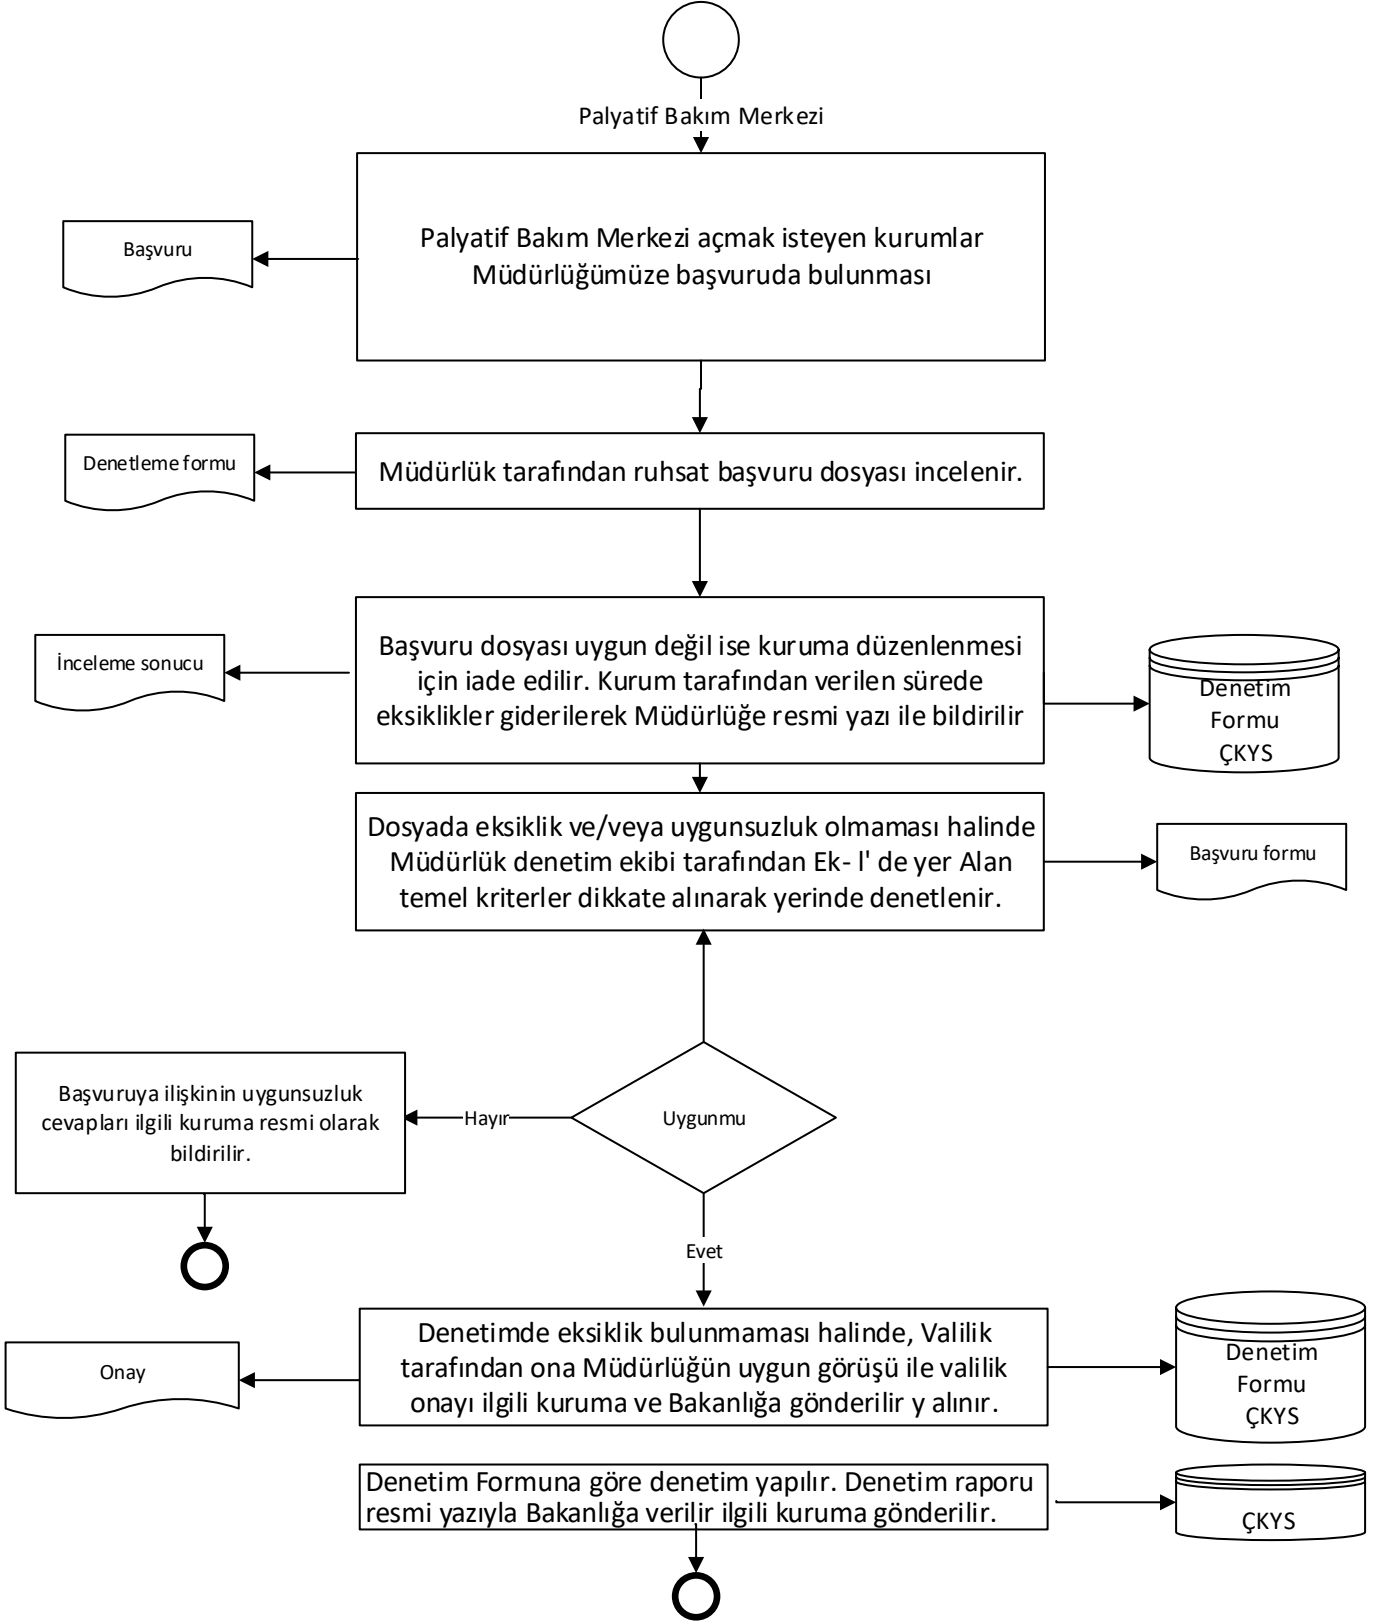 Palyatif Bakım Merkezi
Palyatif Bakım Merkezi açmak isteyen kurumlar
Müdürlüğümüze başvuruda bulunması
Başvuru
Müdürlük tarafından ruhsat başvuru dosyası incelenir.
Denetleme formu
Başvuru dosyası uygun değil ise kuruma düzenlenmesi
için iade edilir. Kurum tarafından verilen sürede
eksiklikler giderilerek Müdürlüğe resmi yazı ile bildirilir
İnceleme sonucu
Denetim
Formu
ÇKYS
Dosyada eksiklik ve/veya uygunsuzluk olmaması halinde
Müdürlük denetim ekibi tarafından Ek- l' de yer Alan
temel kriterler dikkate alınarak yerinde denetlenir.
Başvuru formu
Uygunmu
Hayır
Başvuruya ilişkinin uygunsuzluk
cevapları ilgili kuruma resmi olarak
bildirilir.
Evet
Denetimde eksiklik bulunmaması halinde, Valilik
tarafından ona Müdürlüğün uygun görüşü ile valilik
onayı ilgili kuruma ve Bakanlığa gönderilir y alınır.
Onay
Denetim
Formu
ÇKYS
Denetim Formuna göre denetim yapılır. Denetim raporu
resmi yazıyla Bakanlığa verilir ilgili kuruma gönderilir.
ÇKYS